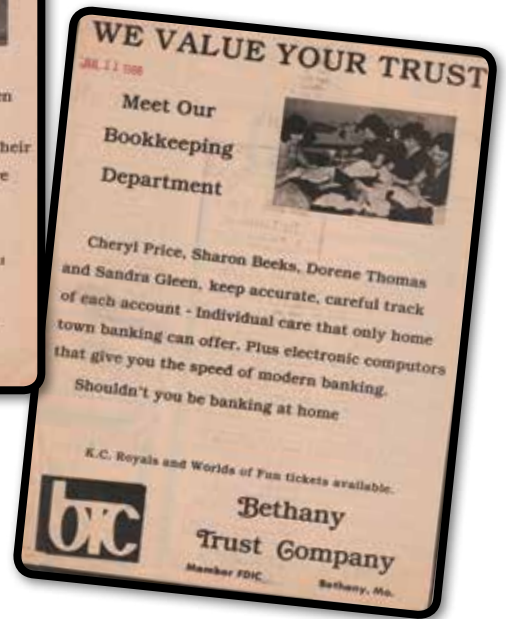 WE VALUE YOUR TRUST
JUL 11 1986
Meet Our
Bookkeeping
Department
Cheryl Price, Sharon Beeks, Dorene Thomas
and Sandra Gleen, keep accurate, careful track
of each account - Individual care that only home
town banking can offer. Plus electronic computors
that give you the speed of modern banking.
Shouldn't you be banking at home
K.C. Royals and Worlds of Fun tickets available.
btc
Bethany
Trust Company
Member FDIC
Bethany, Mo.